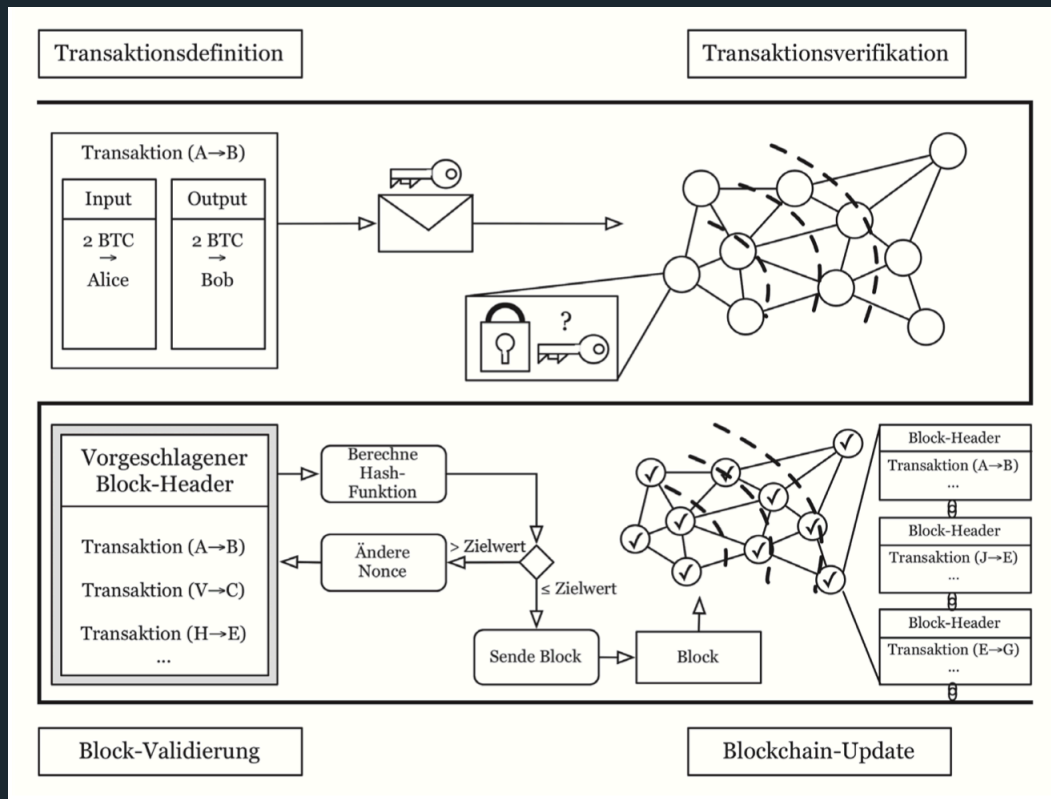 Transaktionsdefinition
Transaktionsverifikation
Transaktion (A→B)
Input
2 BTC
→
Alice
Output
2 BTC
→
Bob
?
Vorgeschlagener
Block-Header
Transaktion (A→B)
Transaktion (V→C)
Transaktion (H→E)
...
Berechne
Hash-
Funktion
Ändere
Nonce
> Zielwert
≤ Zielwert
Sende Block
Block
Block-Header
Transaktion (A→B)
...
Block-Header
Transaktion (J→E)
...
Block-Header
Transaktion (E→G)
...
Block-Validierung
Blockchain-Update